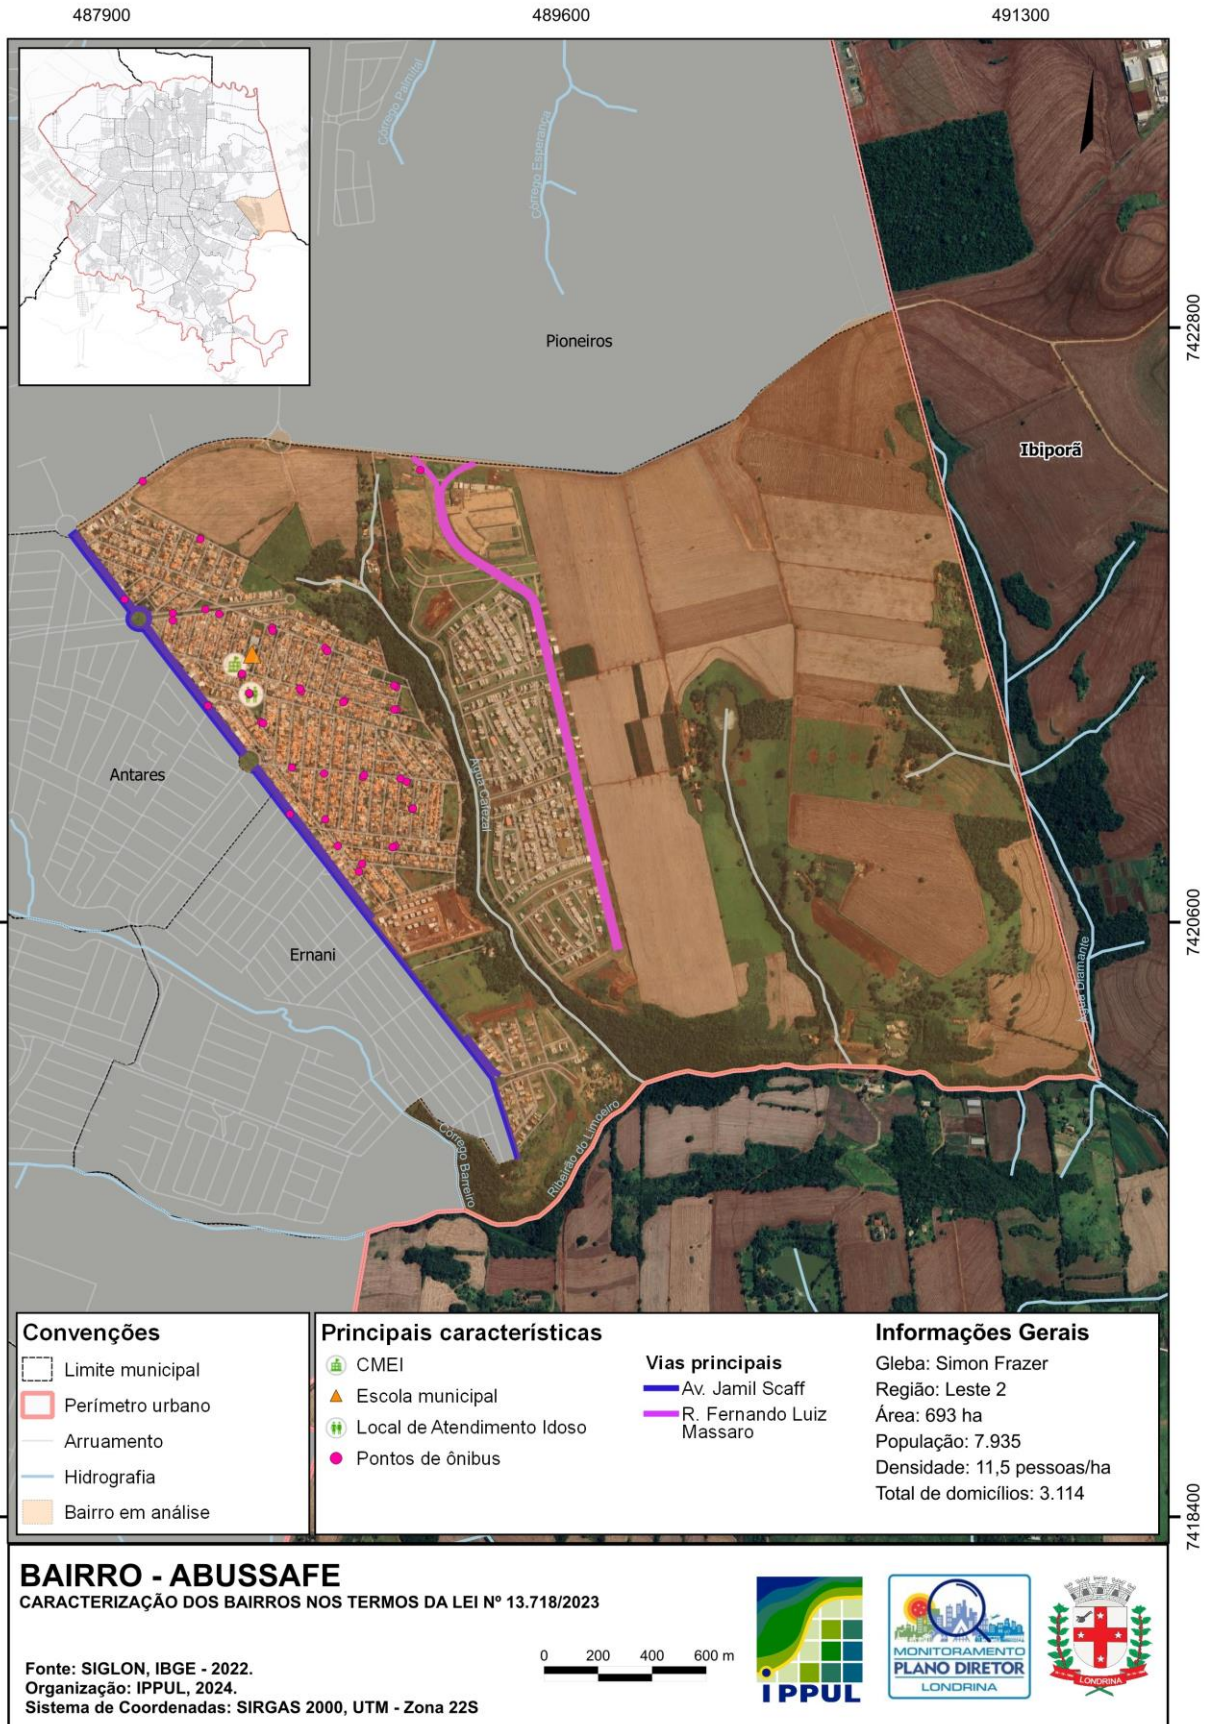 487900
489600
491300
Córrego Palmital
Córrego Esperança
Pioneiros
7422800
Ibiporã
Antares
Água Cafezal
7420600
Ernani
Água Diamante
Córrego Barreiro
Ribeirão do Limoeiro
Convenções
Limite municipal
Perímetro urbano
Arruamento
Hidrografia
Bairro em análise
Principais características
CMEI
Escola municipal
Local de Atendimento Idoso
Pontos de ônibus
Vias principais
Av. Jamil Scaff
R. Fernando Luiz
Massaro
Informações Gerais
Gleba: Simon Frazer
Região: Leste 2
Área: 693 ha
População: 7.935
Densidade: 11,5 pessoas/ha
Total de domicílios: 3.114
7418400
BAIRRO - ABUSSAFE
CARACTERIZAÇÃO DOS BAIRROS NOS TERMOS DA LEI Nº 13.718/2023
Fonte: SIGLON, IBGE - 2022.
Organização: IPPUL, 2024.
Sistema de Coordenadas: SIRGAS 2000, UTM - Zona 22S
0 200 400 600 m
IPPUL
MONITORAMENTO
PLANO DIRETOR
LONDRINA
LONDRINA